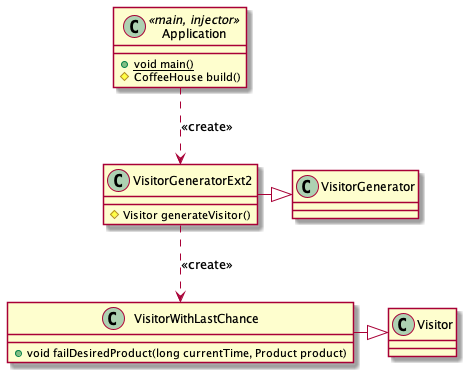 C
«main, injector»
Application
void main()
CoffeeHouse build()
«create»
C VisitorGeneratorExt2
Visitor generateVisitor()
C VisitorGenerator
«create»
C VisitorWithLastChance
void failDesiredProduct(long currentTime, Product product)
C Visitor